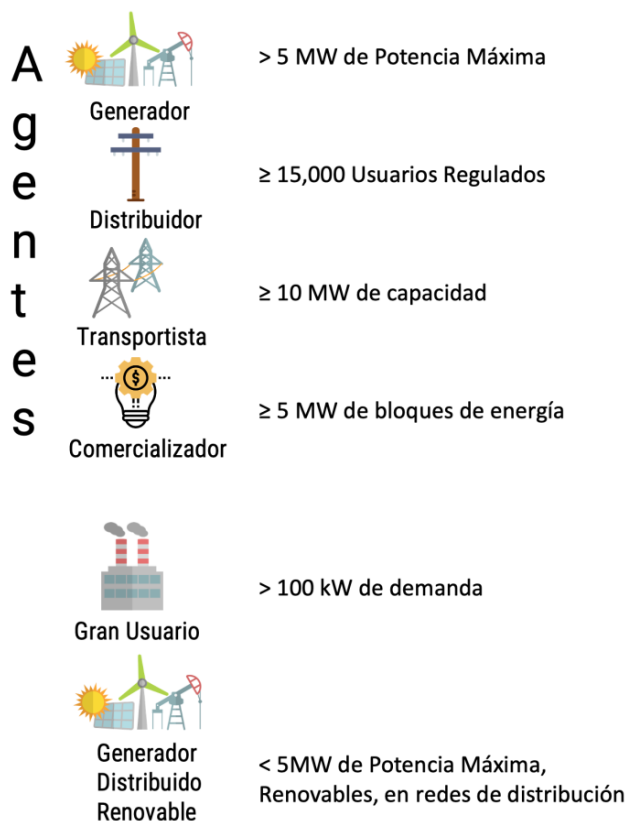 Agentes
> 5 MW de Potencia Máxima
Generador
≥ 15,000 Usuarios Regulados
Distribuidor
≥ 10 MW de capacidad
Transportista
$
≥ 5 MW de bloques de energía
Comercializador
> 100 kW de demanda
Gran Usuario
Generador
Distribuido
Renovable
< 5MW de Potencia Máxima,
Renovables, en redes de distribución